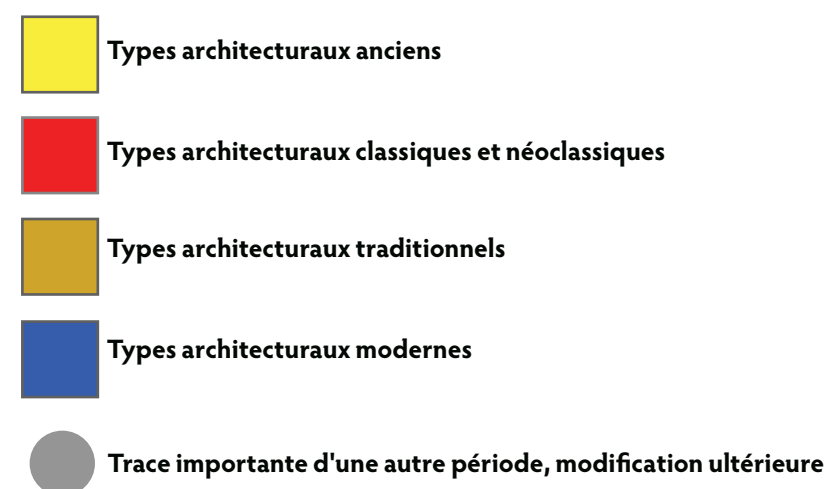 Types architecturaux anciens
Types architecturaux classiques et néoclassiques
Types architecturaux traditionnels
Types architecturaux modernes
Trace importante d'une autre période, modification ultérieure